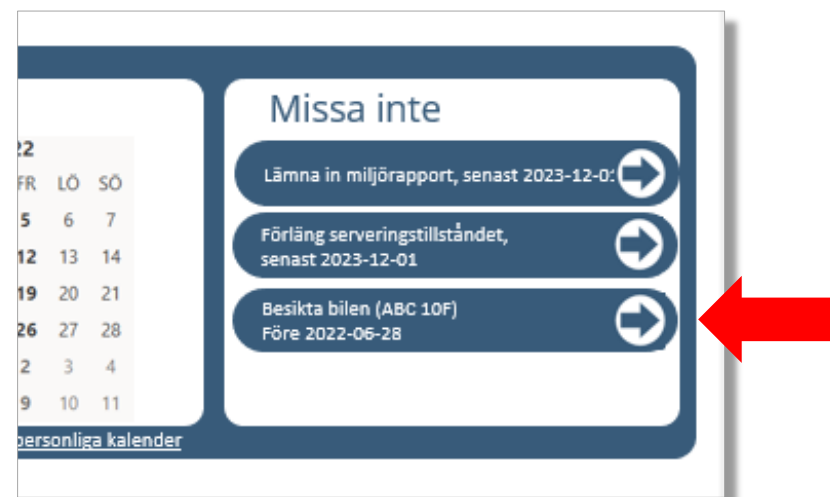 22
FR LÖ SÖ
5 6 7
12 13 14
19 20 21
26 27 28
2 3 4
9 10 11
personliga kalender
Missa inte
Lämna in miljörapport, senast 2023-12-01
Förläng serveringstillståndet,
senast 2023-12-01
Besikta bilen (ABC 10F)
Före 2022-06-28